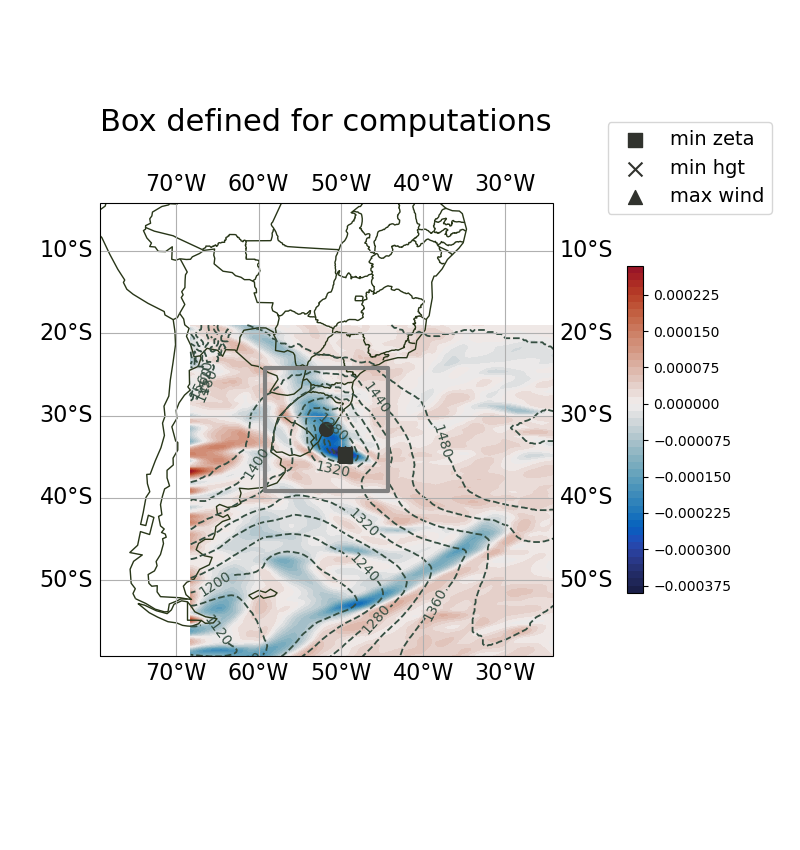 Box defined for computations
min zeta
min hgt
max wind
70°W 60°W 50°W 40°W 30°W
10°S 10°S
20°S 20°S
30°S 30°S
40°S 40°S
50°S 50°S
70°W 60°W 50°W 40°W 30°W
0.000225
0.000150
0.000075
0.000000
−0.000075
−0.000150
−0.000225
−0.000300
−0.000375
1440
1480
1400
1320
1320
1240
1200
1360
1280
1120